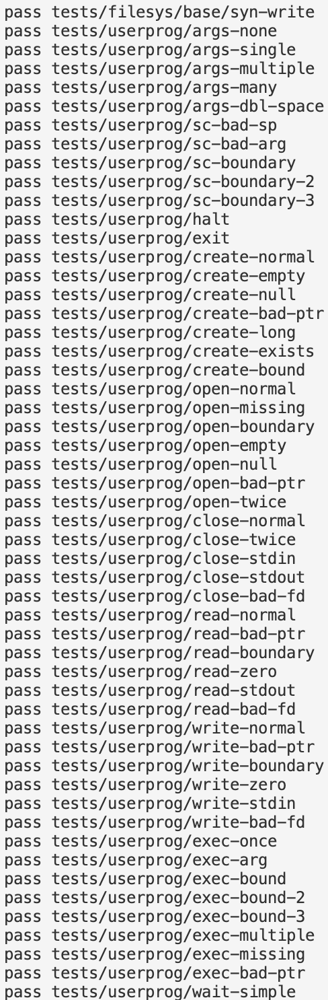 pass tests/filesys/base/syn-write
pass tests/userprog/args-none
pass tests/userprog/args-single
pass tests/userprog/args-multiple
pass tests/userprog/args-many
pass tests/userprog/args-dbl-space
pass tests/userprog/sc-bad-sp
pass tests/userprog/sc-bad-arg
pass tests/userprog/sc-boundary
pass tests/userprog/sc-boundary-2
pass tests/userprog/sc-boundary-3
pass tests/userprog/halt
pass tests/userprog/exit
pass tests/userprog/create-normal
pass tests/userprog/create-empty
pass tests/userprog/create-null
pass tests/userprog/create-bad-ptr
pass tests/userprog/create-long
pass tests/userprog/create-exists
pass tests/userprog/create-bound
pass tests/userprog/open-normal
pass tests/userprog/open-missing
pass tests/userprog/open-boundary
pass tests/userprog/open-empty
pass tests/userprog/open-null
pass tests/userprog/open-bad-ptr
pass tests/userprog/open-twice
pass tests/userprog/close-normal
pass tests/userprog/close-twice
pass tests/userprog/close-stdin
pass tests/userprog/close-stdout
pass tests/userprog/close-bad-fd
pass tests/userprog/read-normal
pass tests/userprog/read-bad-ptr
pass tests/userprog/read-boundary
pass tests/userprog/read-zero
pass tests/userprog/read-stdout
pass tests/userprog/read-bad-fd
pass tests/userprog/write-normal
pass tests/userprog/write-bad-ptr
pass tests/userprog/write-boundary
pass tests/userprog/write-zero
pass tests/userprog/write-stdin
pass tests/userprog/write-bad-fd
pass tests/userprog/exec-once
pass tests/userprog/exec-arg
pass tests/userprog/exec-bound
pass tests/userprog/exec-bound-2
pass tests/userprog/exec-bound-3
pass tests/userprog/exec-multiple
pass tests/userprog/exec-missing
pass tests/userprog/exec-bad-ptr
pass tests/userprog/wait-simple